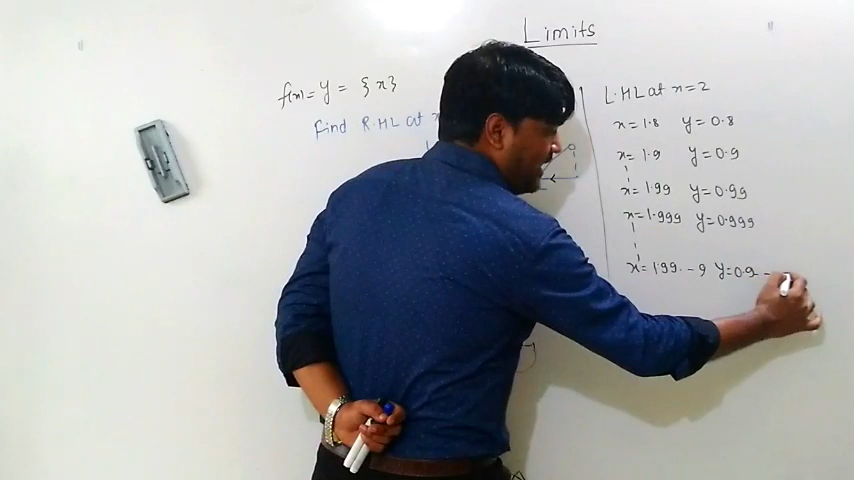 Limits
f(x) = y = {x}
Find R.HL at
L.HL at x=2
x=1.8 y=0.8
x=1.9 y=0.9
x=1.99 y=0.99
x=1.999 y=0.999
x=1.99.-9 y=0.9 -